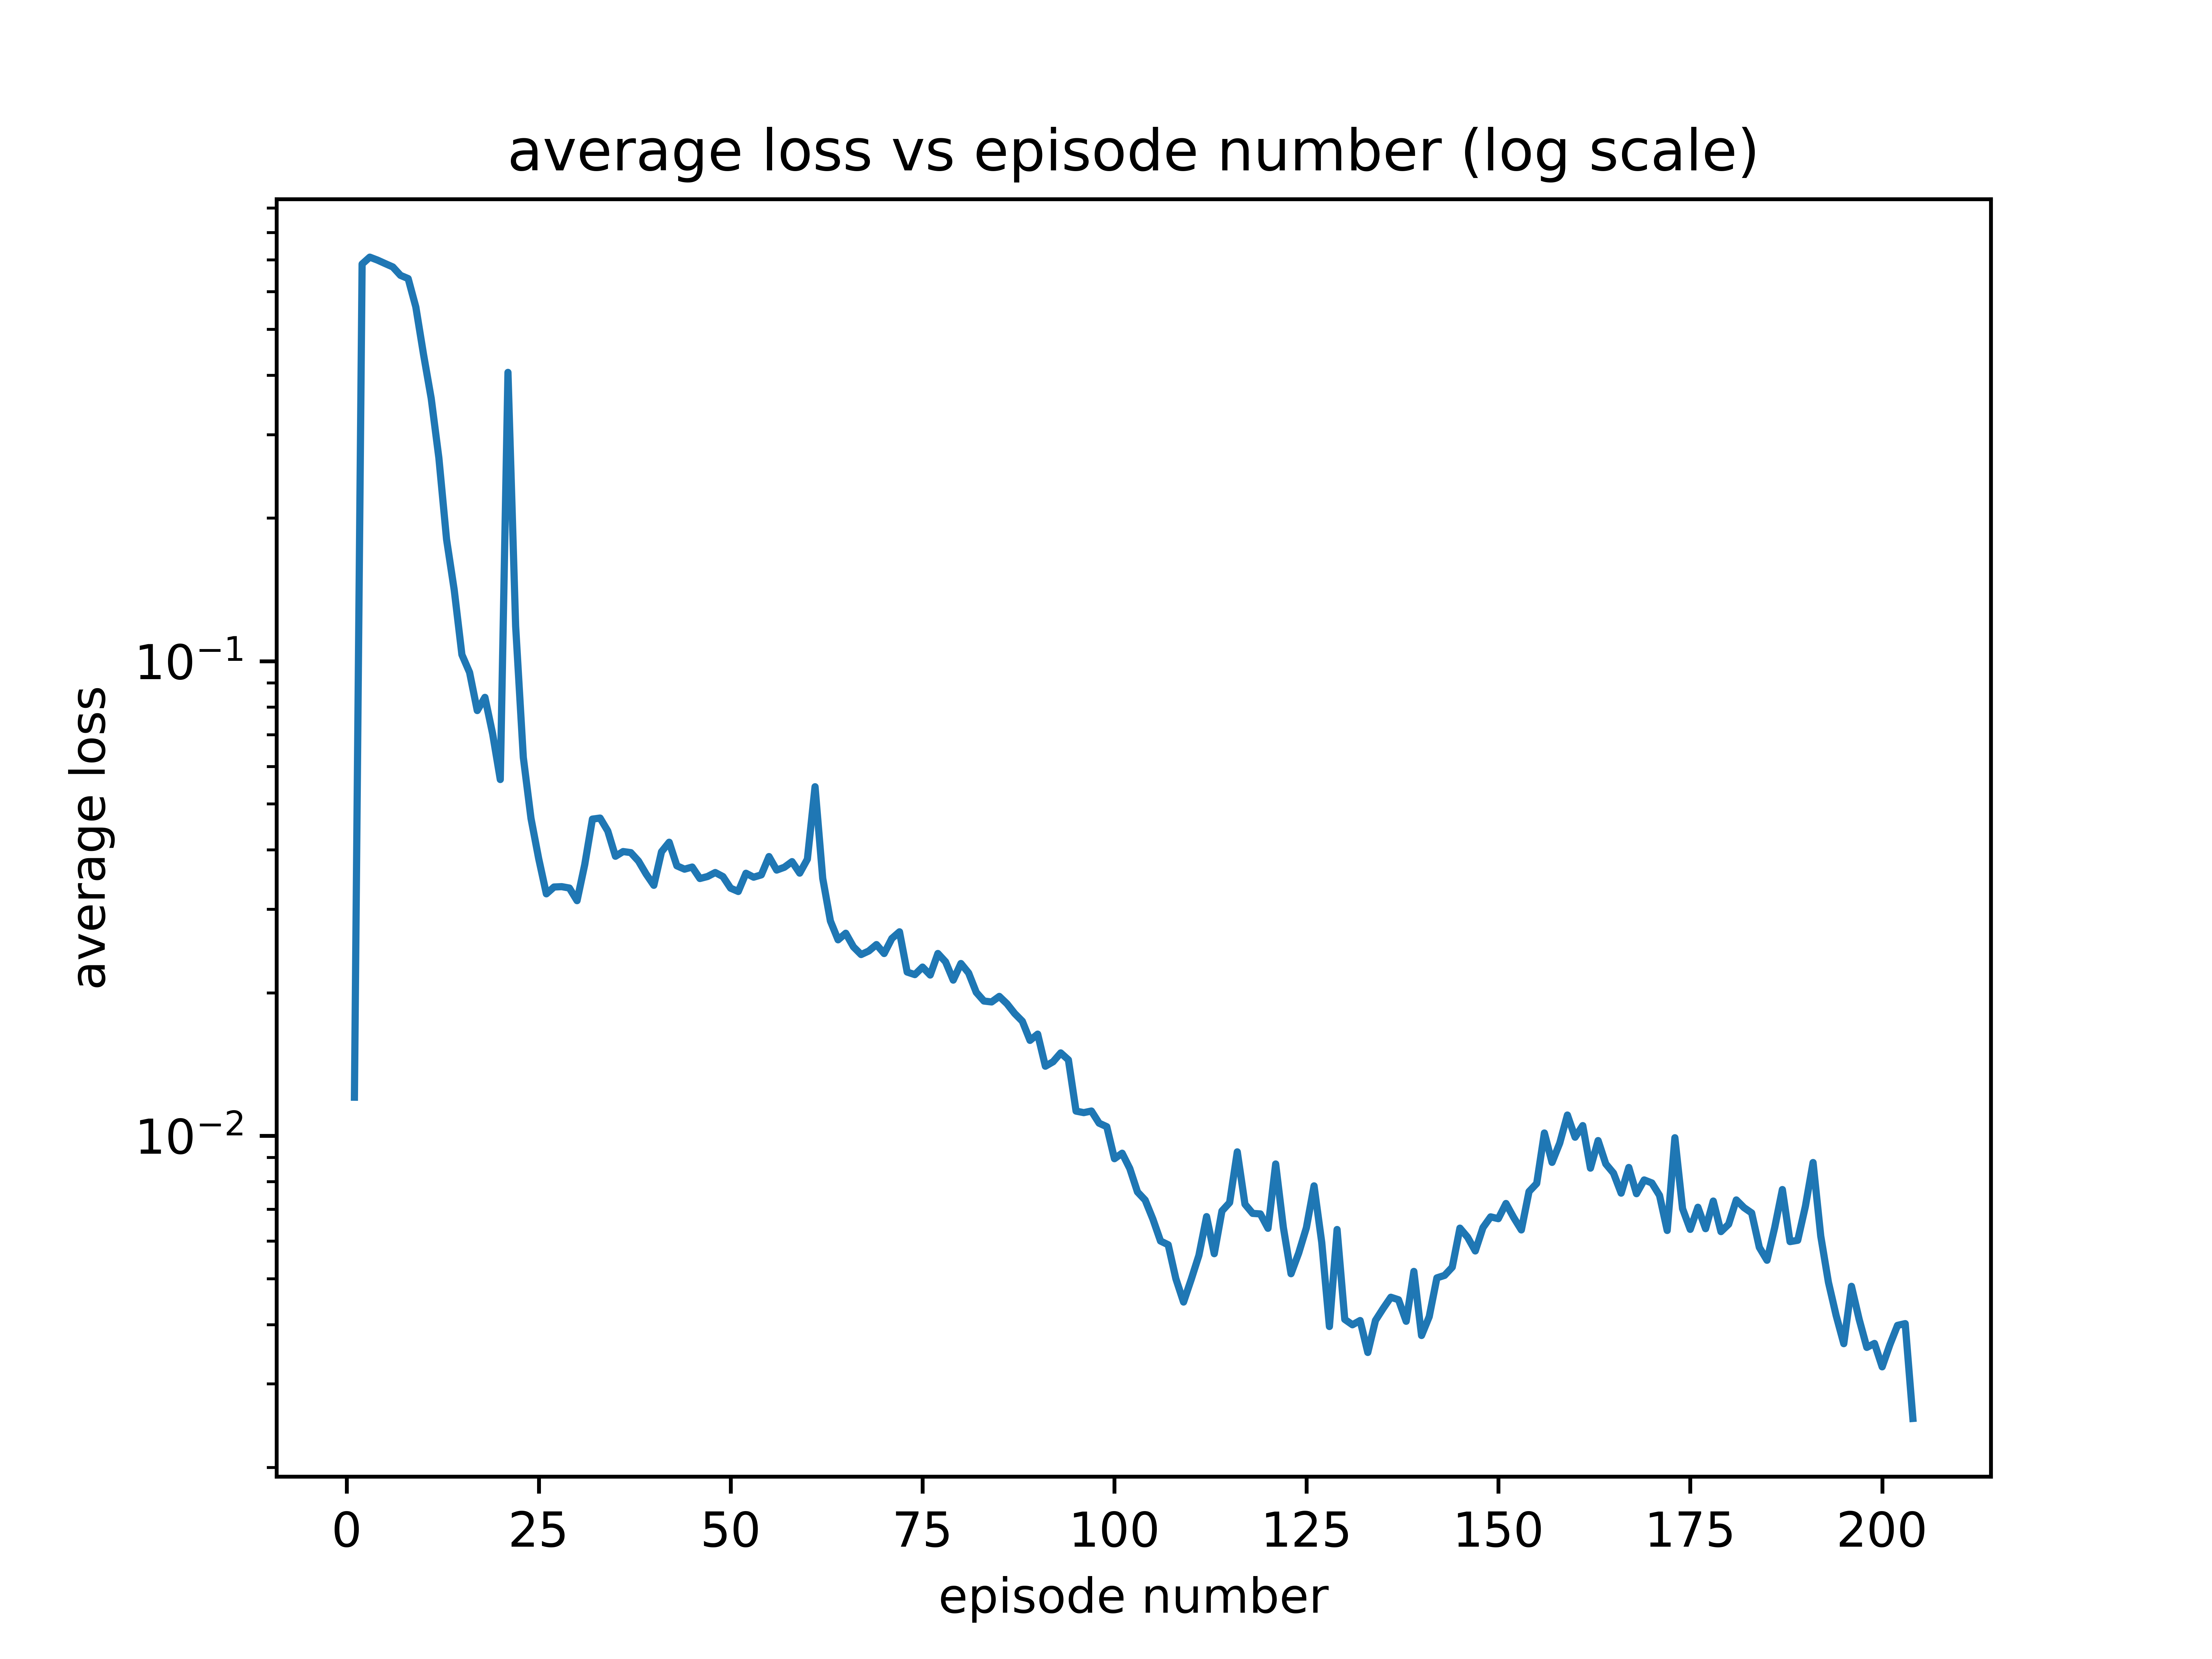 average loss vs episode number (log scale)
average loss
10⁻¹
10⁻²
0 25 50 75 100 125 150 175 200
episode number